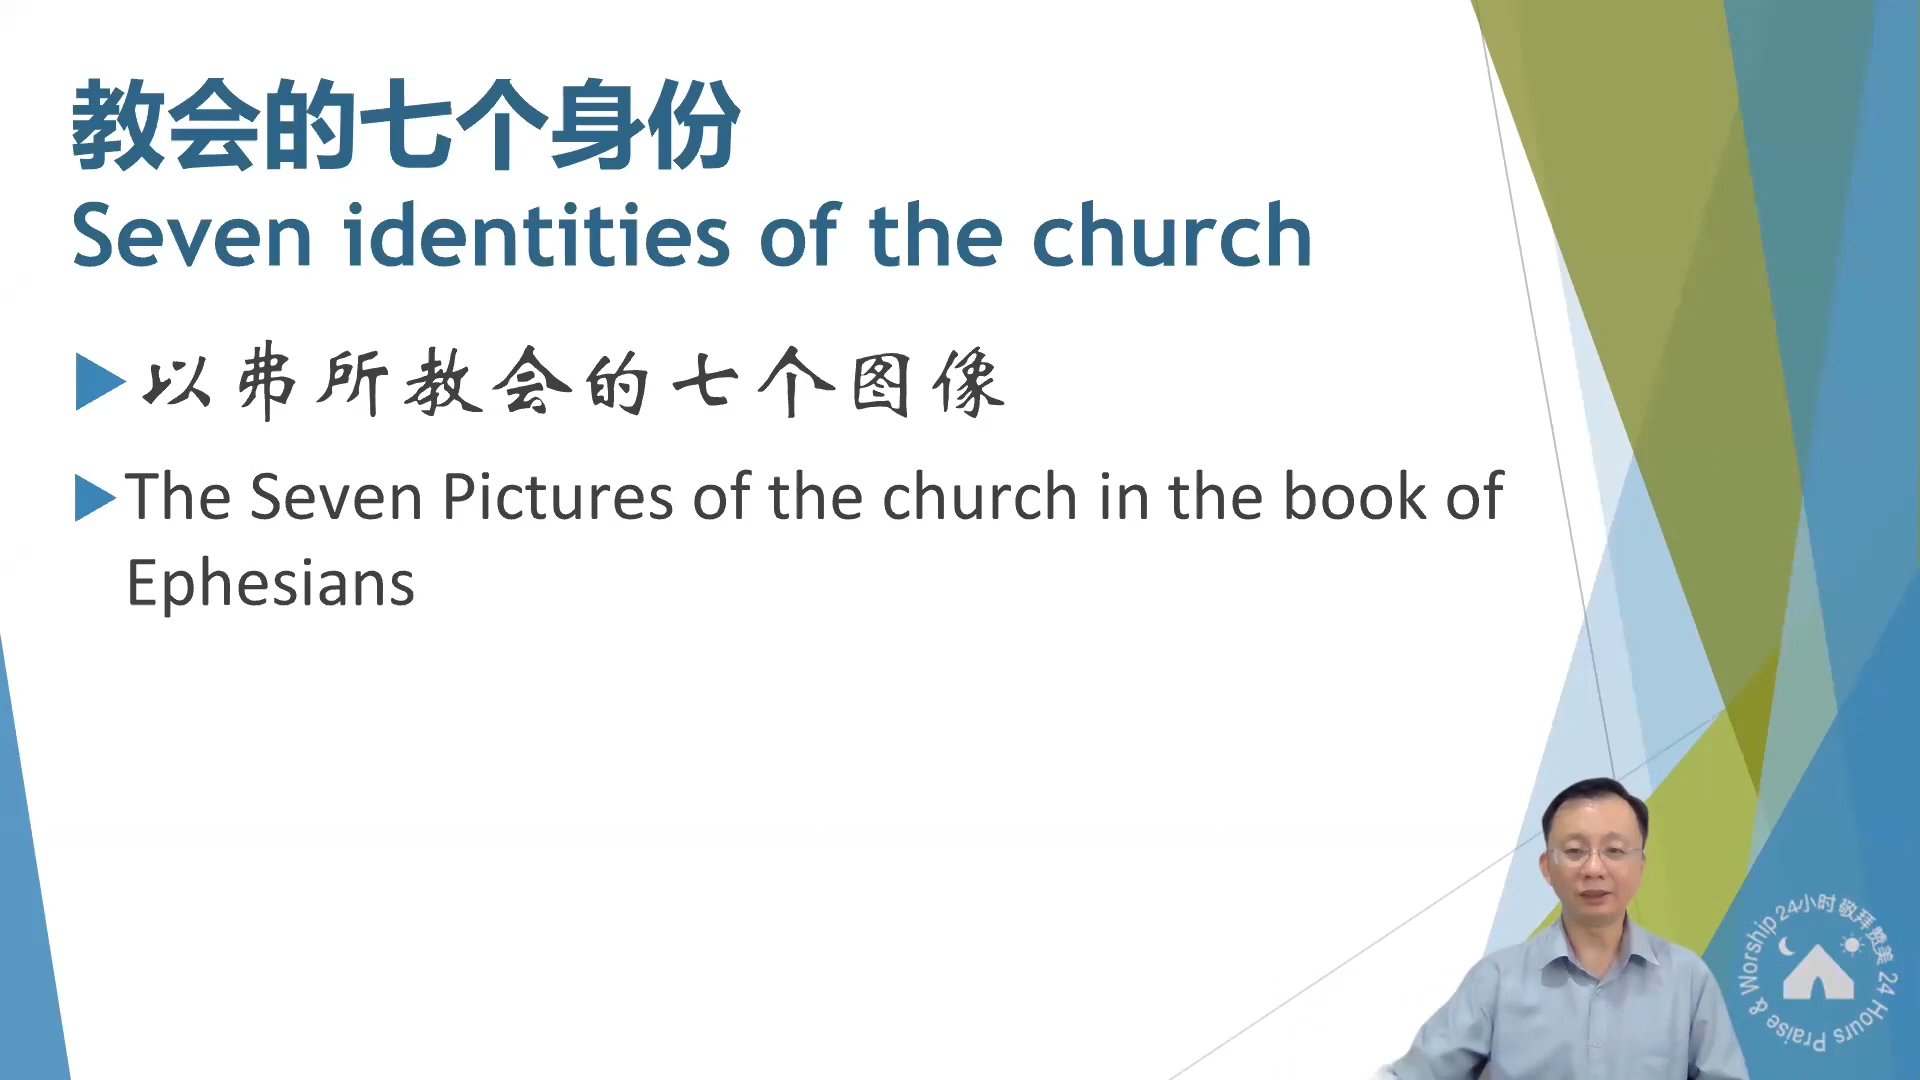 教会的七个身份
Seven identities of the church
以弗所教会的七个图像
The Seven Pictures of the church in the book of
Ephesians
24小时敬拜赞美 24 Hours Praise & Worship